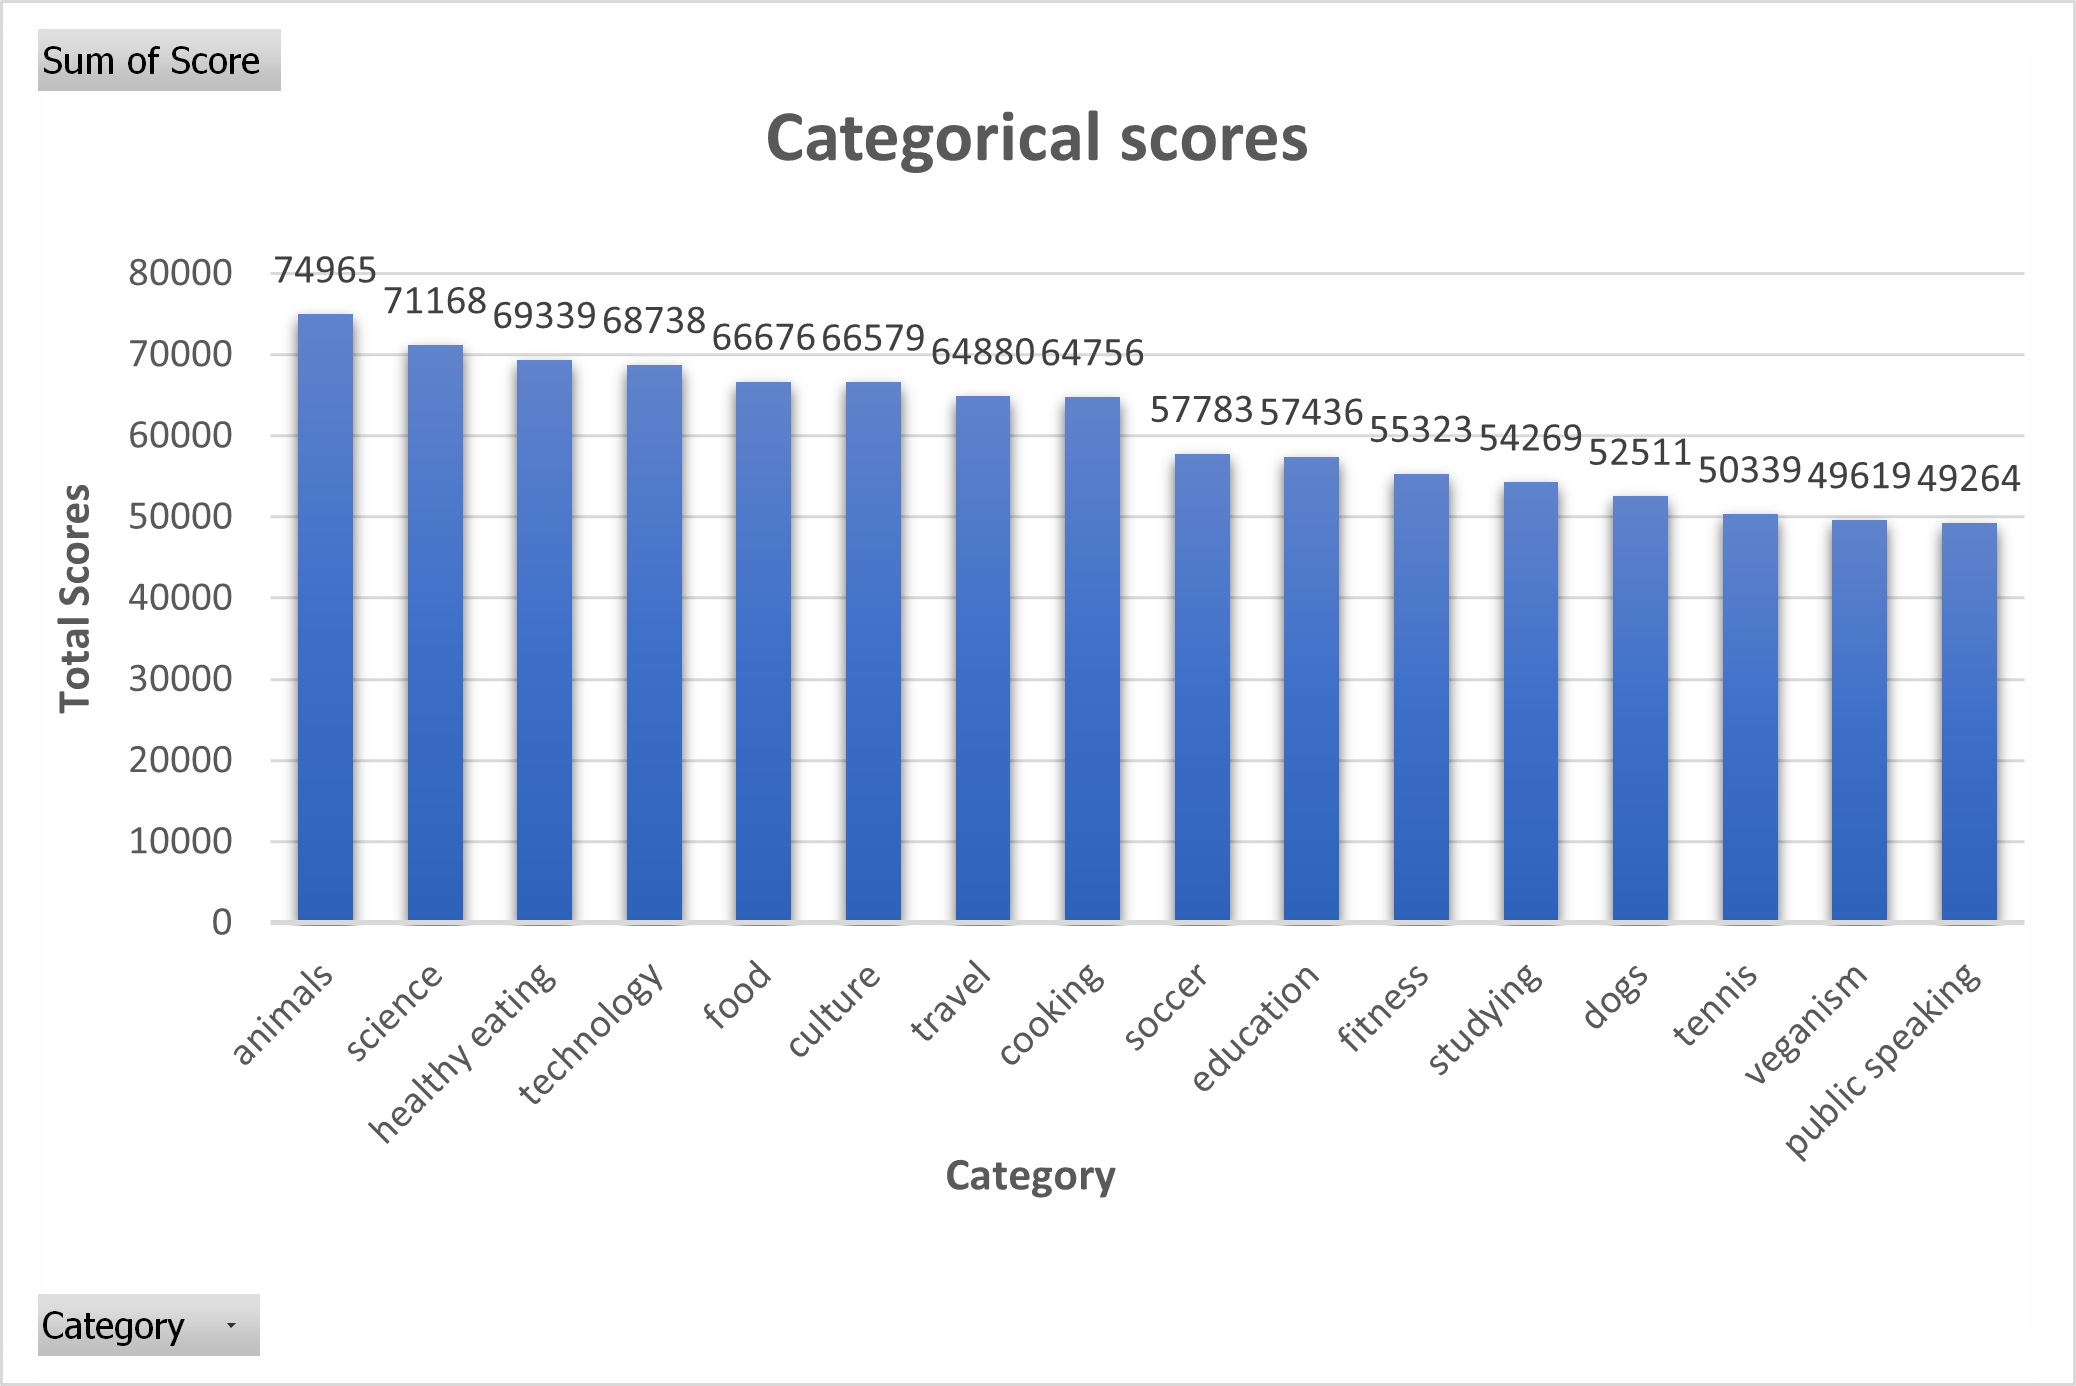 Sum of Score
Categorical scores
Total Scores
80000
70000
60000
50000
40000
30000
20000
10000
0
74965
71168
69339
68738
66676
66579
64880
64756
57783
57436
55323
54269
52511
50339
49619
49264
animals
science
healthy eating
technology
food
culture
travel
cooking
soccer
education
fitness
studying
dogs
tennis
veganism
public speaking
Category
Category